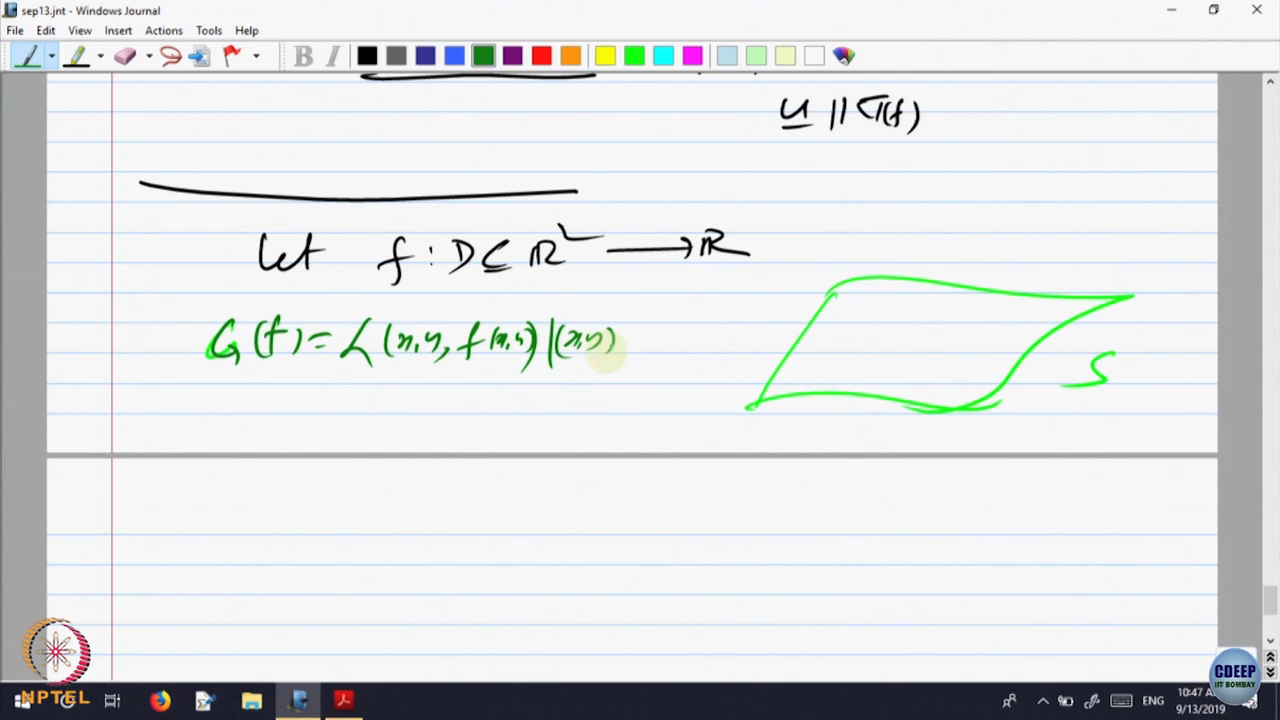 sep13.jnt - Windows Journal
File Edit View Insert Actions Tools Help
B I
u || ∇(f)
Let f : D ⊆ ℝ² ⟶ ℝ
G(f) = { (x, y, f(x, y) | (x, y)
S
NPTEL
CDEEP
IIT BOMBAY
ENG
10:47 A
9/13/2019